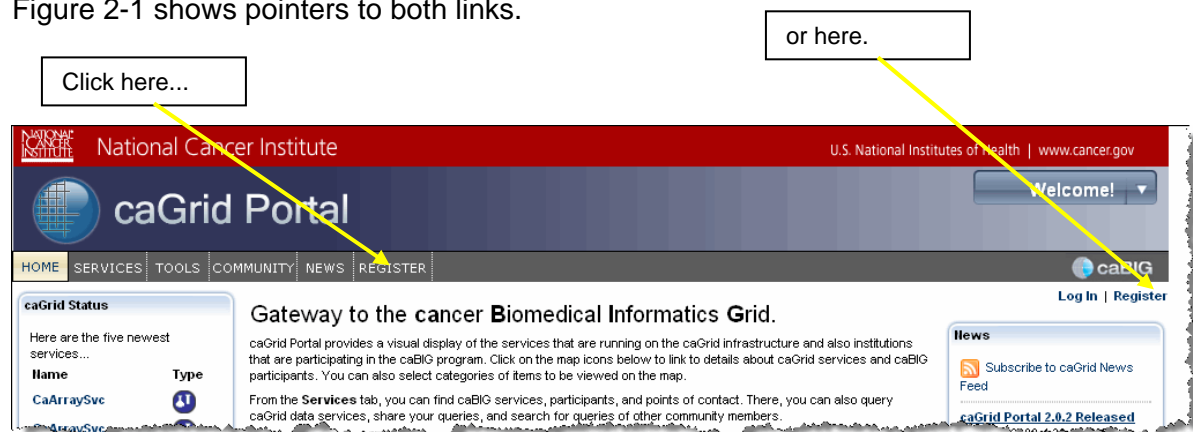 Figure 2-1 shows pointers to both links.
or here.
Click here...
NATIONAL CANCER INSTITUTE
National Cancer Institute
U.S. National Institutes of Health | www.cancer.gov
caGrid Portal
Welcome!
HOME SERVICES TOOLS COMMUNITY NEWS REGISTER
caBIG
Log In | Register
caGrid Status
Here are the five newest
services...
Name Type
CaArraySvc
CaArraySvc
Gateway to the cancer Biomedical Informatics Grid.
caGrid Portal provides a visual display of the services that are running on the caGrid infrastructure and also institutions
that are participating in the caBIG program. Click on the map icons below to link to details about caGrid services and caBIG
participants. You can also select categories of items to be viewed on the map.
From the Services tab, you can find caBIG services, participants, and points of contact. There, you can also query
caGrid data services, share your queries, and search for queries of other community members.
News
Subscribe to caGrid News
Feed
caGrid Portal 2.0.2 Released